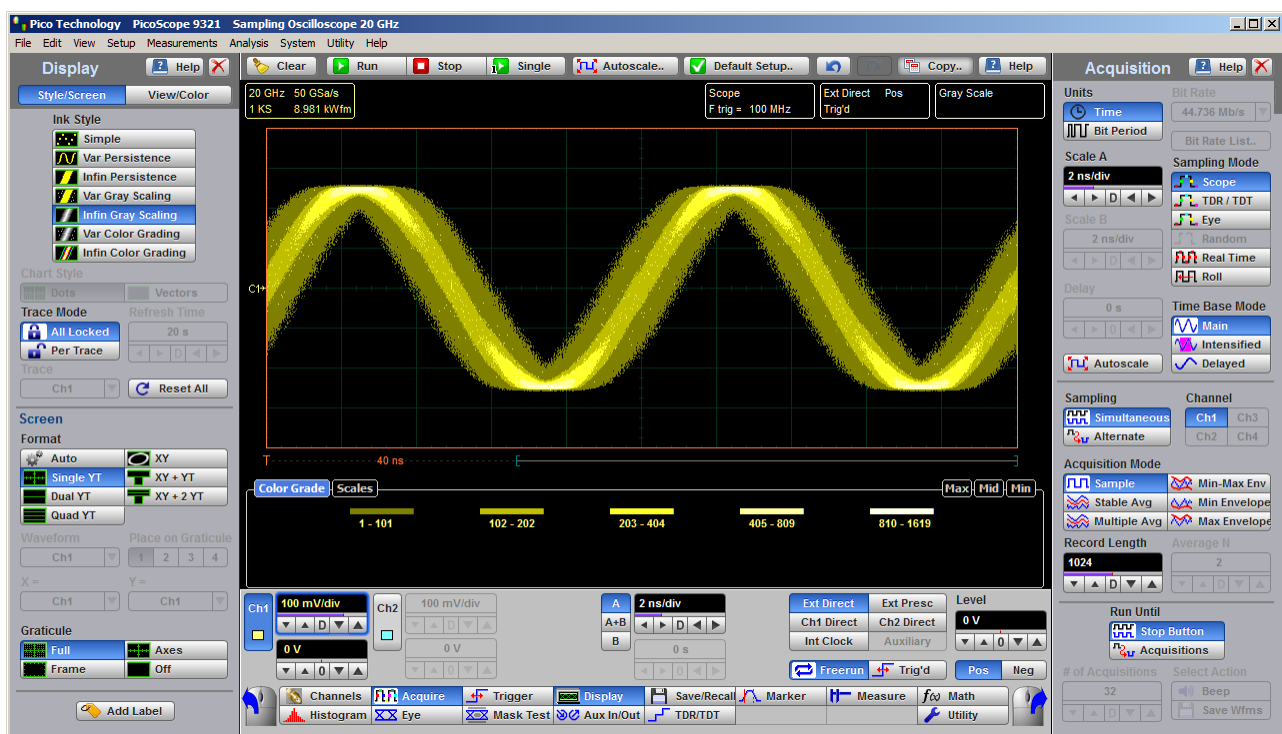 Pico Technology PicoScope 9321 Sampling Oscilloscope 20 GHz
File Edit View Setup Measurements Analysis System Utility Help
Display Help
Style/Screen View/Color
Ink Style
Simple
Var Persistence
Infin Persistence
Var Gray Scaling
Infin Gray Scaling
Var Color Grading
Infin Color Grading
Chart Style
Dots Vectors
Trace Mode Refresh Time
All Locked 20 s
Per Trace D
Trace
Ch1 Reset All
Screen
Format
Auto XY
Single YT XY + YT
Dual YT XY + 2 YT
Quad YT
Waveform Place on Graticule
Ch1 1 2 3 4
X = Y =
Ch1 Ch1
Graticule
Full Axes
Frame Off
Add Label
Clear Run Stop Single Autoscale.. Default Setup.. Copy.. Help
20 GHz 50 GSa/s
1 KS 8.981 kWfm
Scope
F trig = 100 MHz
Ext Direct Pos
Trig'd
Gray Scale
C1
T 40 ns
Color Grade Scales Max Mid Min
1 - 101 102 - 202 203 - 404 405 - 809 810 - 1619
Ch1 100 mV/div
D
0 V
0
Ch2 100 mV/div
D
0 V
0
A 2 ns/div
A+B D
B 0 s
D
Ext Direct Ext Presc Level
Ch1 Direct Ch2 Direct 0 V
Int Clock Auxiliary 0
Freerun Trig'd Pos Neg
Channels Acquire Trigger Display Save/Recall Marker Measure f(x) Math
Histogram Eye Mask Test Aux In/Out TDR/TDT Utility
Acquisition Help
Units Bit Rate
Time 44.736 Mb/s
Bit Period Bit Rate List..
Scale A Sampling Mode
2 ns/div Scope
D TDR / TDT
Scale B Eye
2 ns/div Random
D Real Time
Roll
Delay
0 s Time Base Mode
D Main
Intensified
Autoscale Delayed
Sampling Channel
Simultaneous Ch1 Ch3
Alternate Ch2 Ch4
Acquisition Mode
Sample Min-Max Env
Stable Avg Min Envelope
Multiple Avg Max Envelope
Record Length Average N
1024 2
D D
Run Until
Stop Button
Acquisitions
# of Acquisitions Select Action
32 Beep
D Save Wfms